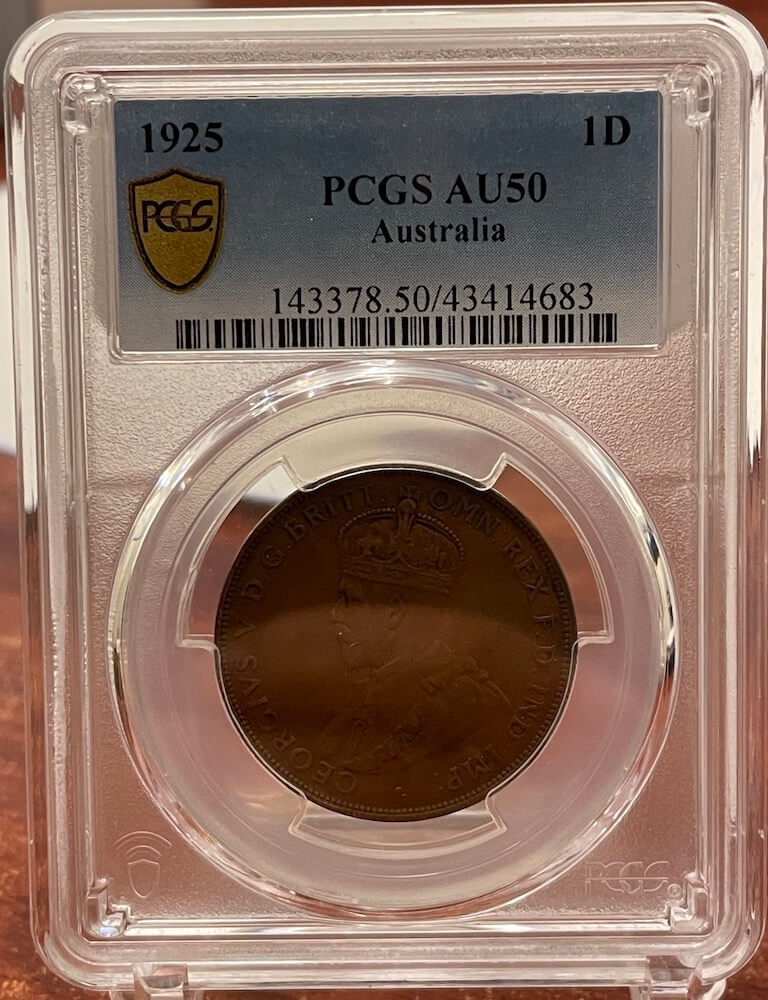 1925
1D
PCGS
PCGS AU50
Australia
143378.50/43414683
GEORGIVS V D.G. BRITT: OMN REX F.D. IND: IMP:
PCGS